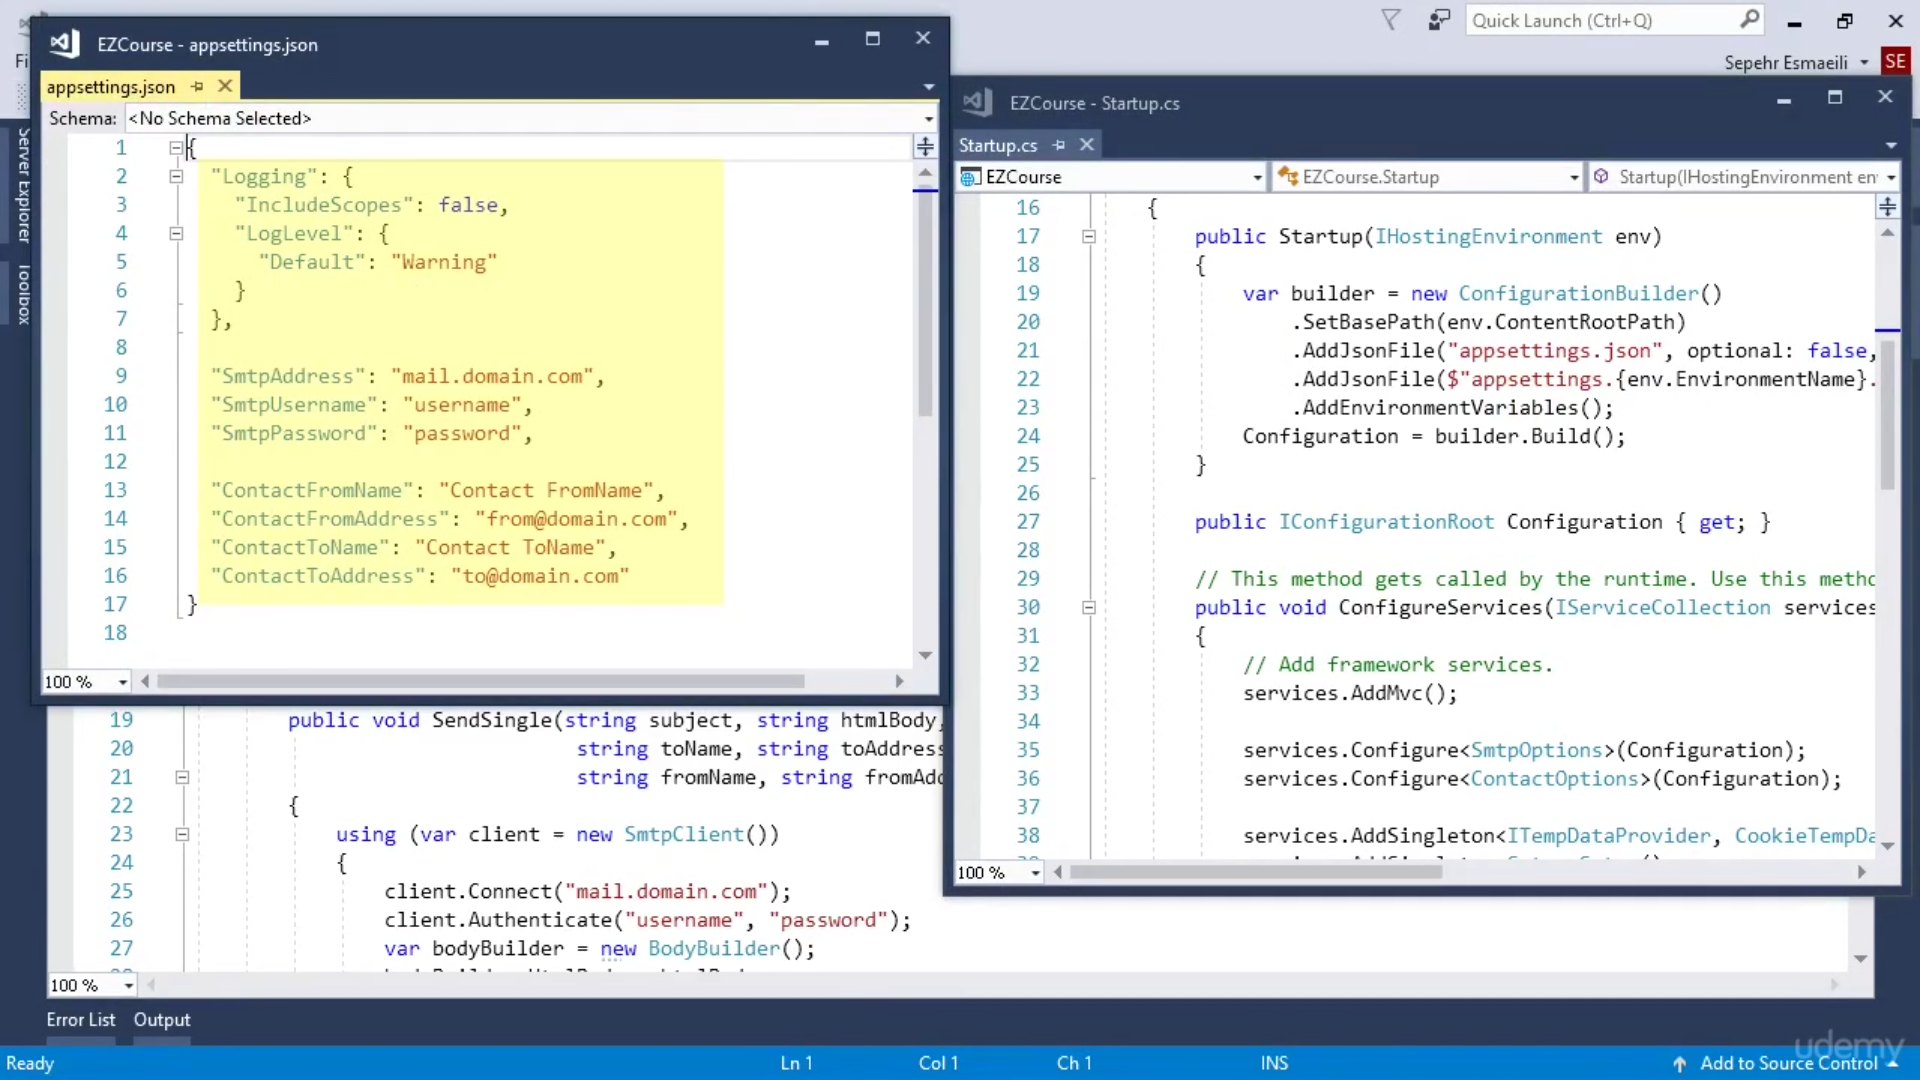 Quick Launch (Ctrl+Q)
Fi
Sepehr Esmaeili
SE
EZCourse - appsettings.json
appsettings.json
Schema: <No Schema Selected>
Server Explorer
Toolbox
1 {
2 "Logging": {
3 "IncludeScopes": false,
4 "LogLevel": {
5 "Default": "Warning"
6 }
7 },
8
9 "SmtpAddress": "mail.domain.com",
10 "SmtpUsername": "username",
11 "SmtpPassword": "password",
12
13 "ContactFromName": "Contact FromName",
14 "ContactFromAddress": "from@domain.com",
15 "ContactToName": "Contact ToName",
16 "ContactToAddress": "to@domain.com"
17 }
18
100 %
EZCourse - Startup.cs
Startup.cs
EZCourse
EZCourse.Startup
Startup(IHostingEnvironment en
16 {
17 public Startup(IHostingEnvironment env)
18 {
19 var builder = new ConfigurationBuilder()
20 .SetBasePath(env.ContentRootPath)
21 .AddJsonFile("appsettings.json", optional: false,
22 .AddJsonFile($"appsettings.{env.EnvironmentName}.
23 .AddEnvironmentVariables();
24 Configuration = builder.Build();
25 }
26
27 public IConfigurationRoot Configuration { get; }
28
29 // This method gets called by the runtime. Use this metho
30 public void ConfigureServices(IServiceCollection services
31 {
32 // Add framework services.
33 services.AddMvc();
34
35 services.Configure<SmtpOptions>(Configuration);
36 services.Configure<ContactOptions>(Configuration);
37
38 services.AddSingleton<ITempDataProvider, CookieTempDa
100 %
19 public void SendSingle(string subject, string htmlBody,
20 string toName, string toAddress
21 string fromName, string fromAdd
22 {
23 using (var client = new SmtpClient())
24 {
25 client.Connect("mail.domain.com");
26 client.Authenticate("username", "password");
27 var bodyBuilder = new BodyBuilder();
100 %
Error List Output
Ready Ln 1 Col 1 Ch 1 INS Add to Source Control
udemy